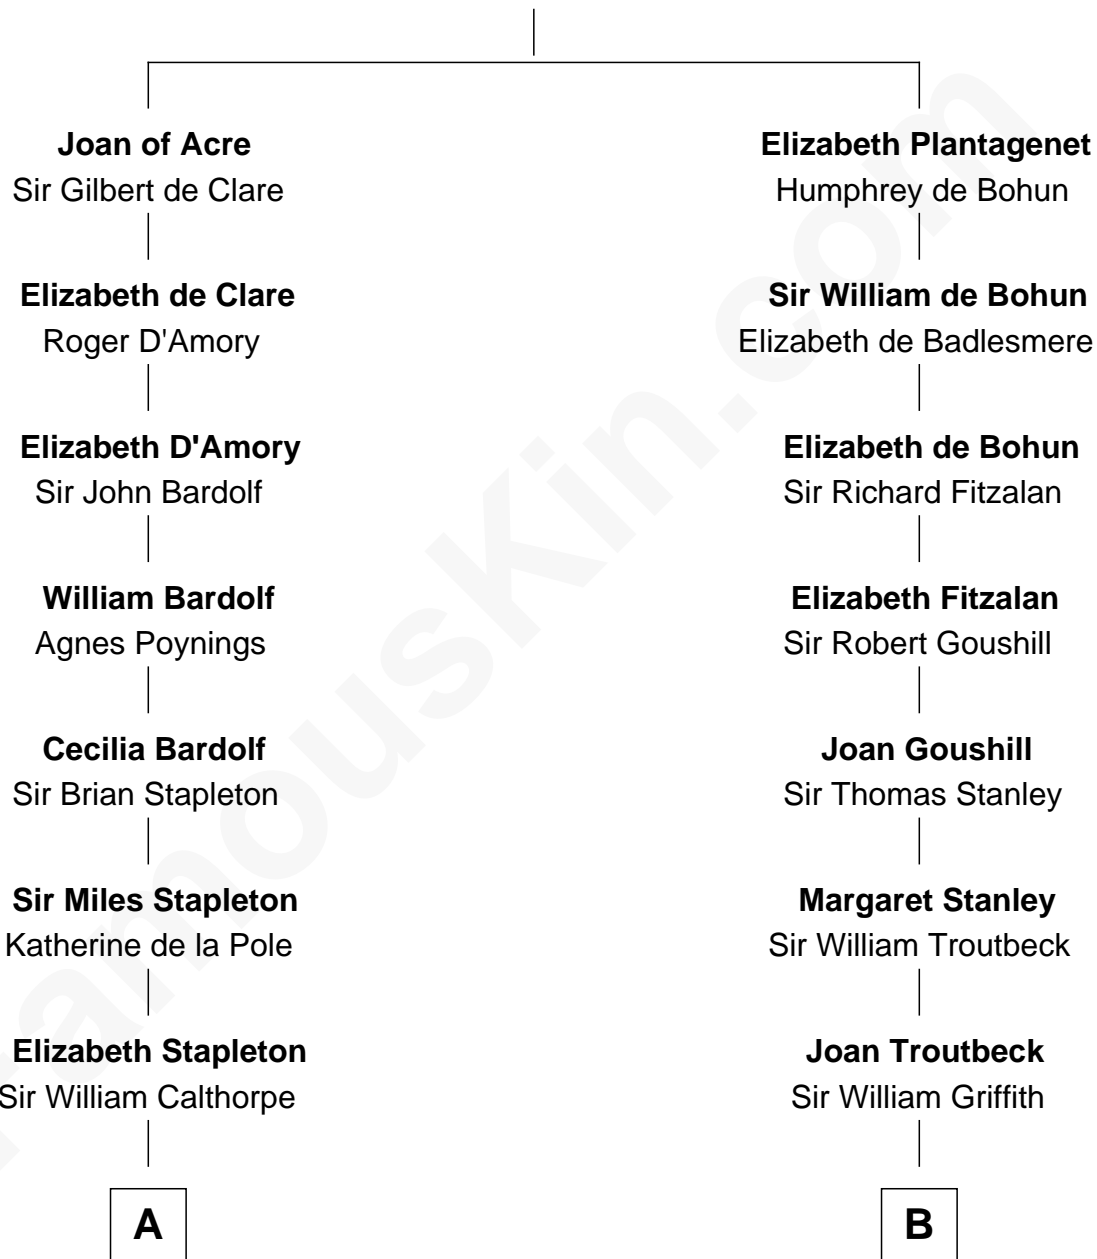 Joan of Acre
Sir Gilbert de Clare
Elizabeth de Clare
Roger D'Amory
Elizabeth D'Amory
Sir John Bardolf
William Bardolf
Agnes Poynings
Cecilia Bardolf
Sir Brian Stapleton
Sir Miles Stapleton
Katherine de la Pole
Elizabeth Stapleton
Sir William Calthorpe
A
Elizabeth Plantagenet
Humphrey de Bohun
Sir William de Bohun
Elizabeth de Badlesmere
Elizabeth de Bohun
Sir Richard Fitzalan
Elizabeth Fitzalan
Sir Robert Goushill
Joan Goushill
Sir Thomas Stanley
Margaret Stanley
Sir William Troutbeck
Joan Troutbeck
Sir William Griffith
B
famouskin.com